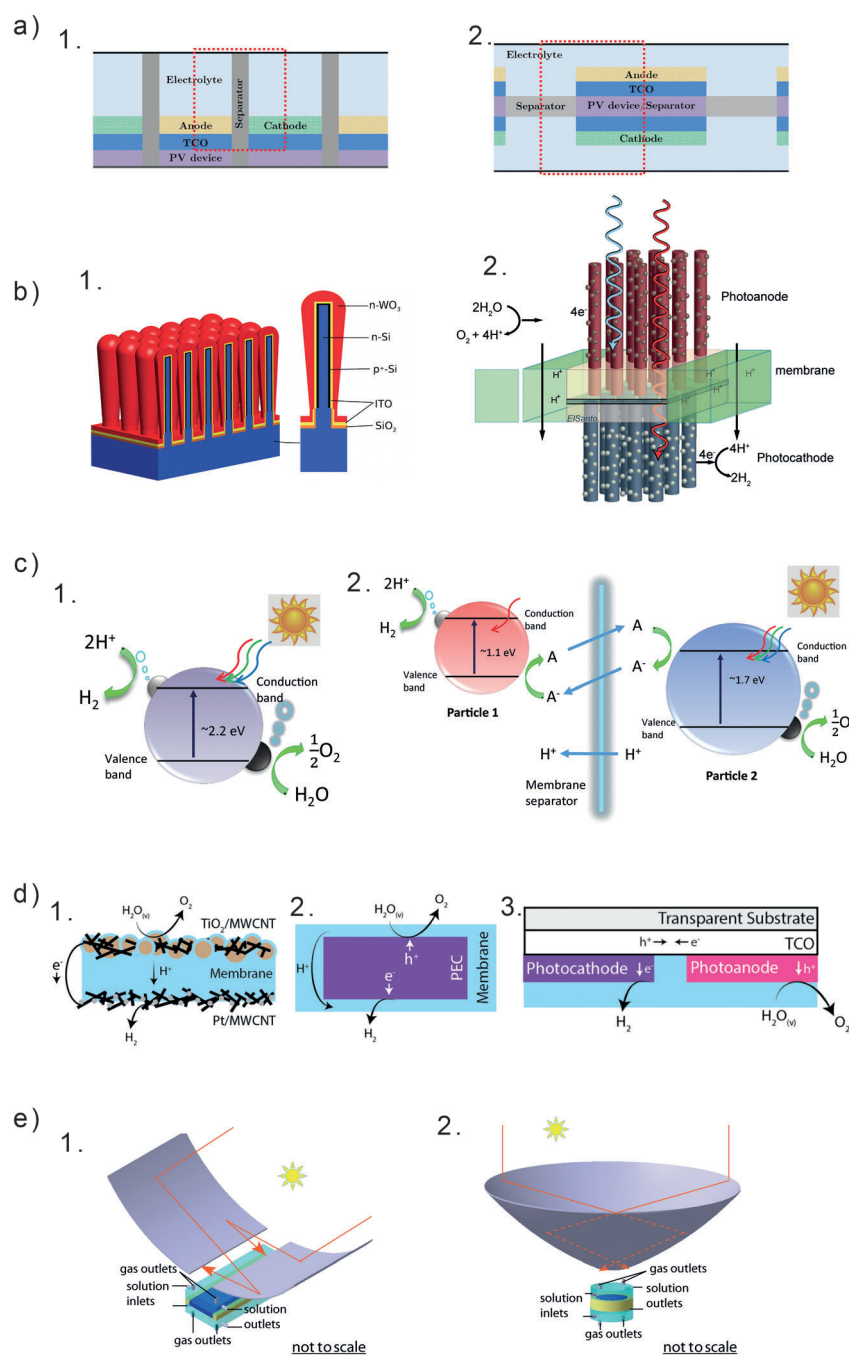 a)
1.
Electrolyte
Separator
Anode
Cathode
TCO
PV device
2.
Electrolyte
Anode
TCO
Separator
PV device/Separator
Cathode
b)
1.
n-WO₃
n-Si
p⁺-Si
ITO
SiO₂
2.
2H₂O
O₂ + 4H⁺
4e⁻
Photoanode
H⁺
H⁺
membrane
H⁺
H⁺
H⁺
ElSanto
4e⁻
4H⁺
2H₂
Photocathode
c)
1.
2H⁺
H₂
Conduction
band
~2.2 eV
Valence
band
½O₂
H₂O
2.
2H⁺
H₂
Conduction
band
~1.1 eV
Valence
band
Particle 1
A
A⁻
A
A⁻
H⁺
H⁺
Membrane
separator
Conduction
band
~1.7 eV
Valence
band
½O
H₂O
Particle 2
d)
1.
H₂O(v)
O₂
TiO₂/MWCNT
e⁻
H⁺
Membrane
Pt/MWCNT
H₂
2.
H₂O(v)
O₂
H⁺
h⁺
e⁻
PEC
Membrane
H₂
3.
Transparent Substrate
h⁺
e⁻
TCO
Photocathode
e⁻
Photoanode
h⁺
H₂
H₂O(v)
O₂
e)
1.
gas outlets
solution
inlets
solution
outlets
gas outlets
not to scale
2.
gas outlets
solution
inlets
solution
outlets
gas outlets
not to scale